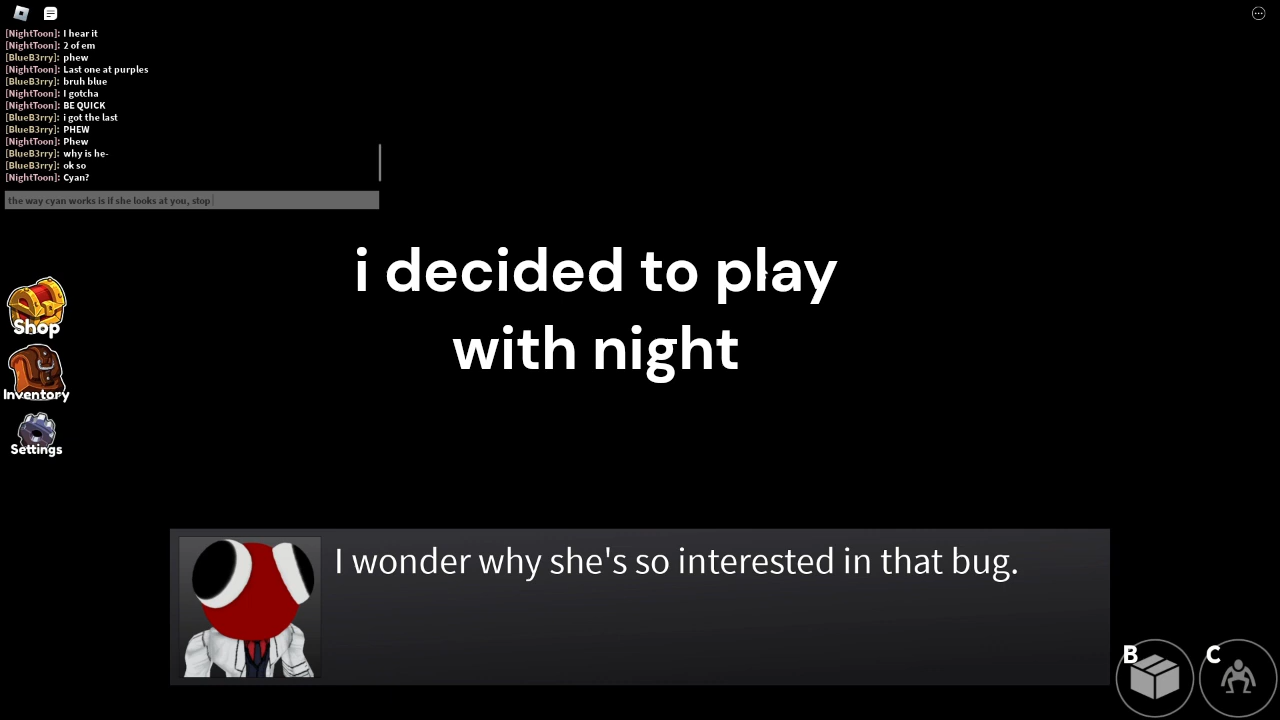 [NightToon]: I hear it
[NightToon]: 2 of em
[BlueB3rry]: phew
[NightToon]: Last one at purples
[BlueB3rry]: bruh blue
[NightToon]: I gotcha
[NightToon]: BE QUICK
[BlueB3rry]: i got the last
[BlueB3rry]: PHEW
[NightToon]: Phew
[BlueB3rry]: why is he-
[BlueB3rry]: ok so
[NightToon]: Cyan?
the way cyan works is if she looks at you, stop
i decided to play
with night
Shop
Inventory
Settings
I wonder why she's so interested in that bug.
B
C